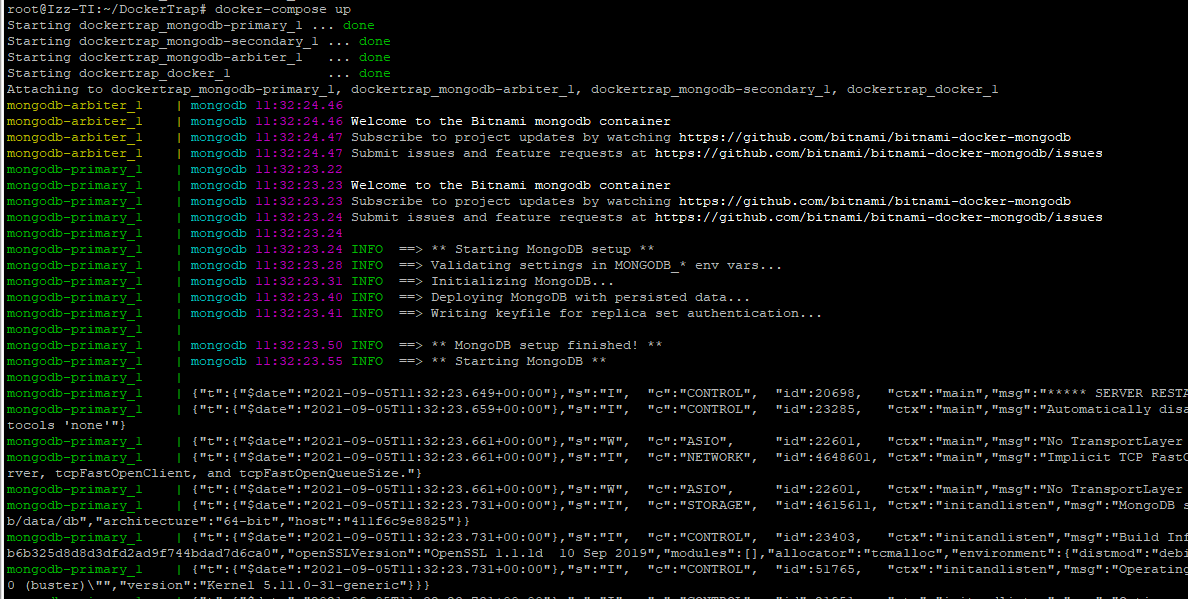 root@Izz-TI:~/DockerTrap# docker-compose up
Starting dockertrap_mongodb-primary_1 ... done
Starting dockertrap_mongodb-secondary_1 ... done
Starting dockertrap_mongodb-arbiter_1   ... done
Starting dockertrap_docker_1            ... done
Attaching to dockertrap_mongodb-primary_1, dockertrap_mongodb-arbiter_1, dockertrap_mongodb-secondary_1, dockertrap_docker_1
mongodb-arbiter_1    | mongodb 11:32:24.46
mongodb-arbiter_1    | mongodb 11:32:24.46 Welcome to the Bitnami mongodb container
mongodb-arbiter_1    | mongodb 11:32:24.47 Subscribe to project updates by watching https://github.com/bitnami/bitnami-docker-mongodb
mongodb-arbiter_1    | mongodb 11:32:24.47 Submit issues and feature requests at https://github.com/bitnami/bitnami-docker-mongodb/issues
mongodb-primary_1    | mongodb 11:32:23.22
mongodb-primary_1    | mongodb 11:32:23.23 Welcome to the Bitnami mongodb container
mongodb-primary_1    | mongodb 11:32:23.23 Subscribe to project updates by watching https://github.com/bitnami/bitnami-docker-mongodb
mongodb-primary_1    | mongodb 11:32:23.24 Submit issues and feature requests at https://github.com/bitnami/bitnami-docker-mongodb/issues
mongodb-primary_1    | mongodb 11:32:23.24
mongodb-primary_1    | mongodb 11:32:23.24 INFO  ==> ** Starting MongoDB setup **
mongodb-primary_1    | mongodb 11:32:23.28 INFO  ==> Validating settings in MONGODB_* env vars...
mongodb-primary_1    | mongodb 11:32:23.31 INFO  ==> Initializing MongoDB...
mongodb-primary_1    | mongodb 11:32:23.40 INFO  ==> Deploying MongoDB with persisted data...
mongodb-primary_1    | mongodb 11:32:23.41 INFO  ==> Writing keyfile for replica set authentication...
mongodb-primary_1    |
mongodb-primary_1    | mongodb 11:32:23.50 INFO  ==> ** MongoDB setup finished! **
mongodb-primary_1    | mongodb 11:32:23.55 INFO  ==> ** Starting MongoDB **
mongodb-primary_1    |
mongodb-primary_1    | {"t":{"$date":"2021-09-05T11:32:23.649+00:00"},"s":"I",  "c":"CONTROL",  "id":20698,   "ctx":"main","msg":"***** SERVER RESTA
mongodb-primary_1    | {"t":{"$date":"2021-09-05T11:32:23.659+00:00"},"s":"I",  "c":"CONTROL",  "id":23285,   "ctx":"main","msg":"Automatically disa
tocols 'none'"}
mongodb-primary_1    | {"t":{"$date":"2021-09-05T11:32:23.661+00:00"},"s":"W",  "c":"ASIO",     "id":22601,   "ctx":"main","msg":"No TransportLayer
mongodb-primary_1    | {"t":{"$date":"2021-09-05T11:32:23.661+00:00"},"s":"I",  "c":"NETWORK",  "id":4648601, "ctx":"main","msg":"Implicit TCP FastO
rver, tcpFastOpenClient, and tcpFastOpenQueueSize."}
mongodb-primary_1    | {"t":{"$date":"2021-09-05T11:32:23.661+00:00"},"s":"W",  "c":"ASIO",     "id":22601,   "ctx":"main","msg":"No TransportLayer
mongodb-primary_1    | {"t":{"$date":"2021-09-05T11:32:23.731+00:00"},"s":"I",  "c":"STORAGE",  "id":4615611, "ctx":"initandlisten","msg":"MongoDB s
b/data/db","architecture":"64-bit","host":"411f6c9e8825"}}
mongodb-primary_1    | {"t":{"$date":"2021-09-05T11:32:23.731+00:00"},"s":"I",  "c":"CONTROL",  "id":23403,   "ctx":"initandlisten","msg":"Build Inf
b6b325d8d8d3dfd2ad9f744bdad7d6ca0","openSSLVersion":"OpenSSL 1.1.1d  10 Sep 2019","modules":[],"allocator":"tcmalloc","environment":{"distmod":"debi
mongodb-primary_1    | {"t":{"$date":"2021-09-05T11:32:23.731+00:00"},"s":"I",  "c":"CONTROL",  "id":51765,   "ctx":"initandlisten","msg":"Operating
0 (buster)\"","version":"Kernel 5.11.0-31-generic"}}}